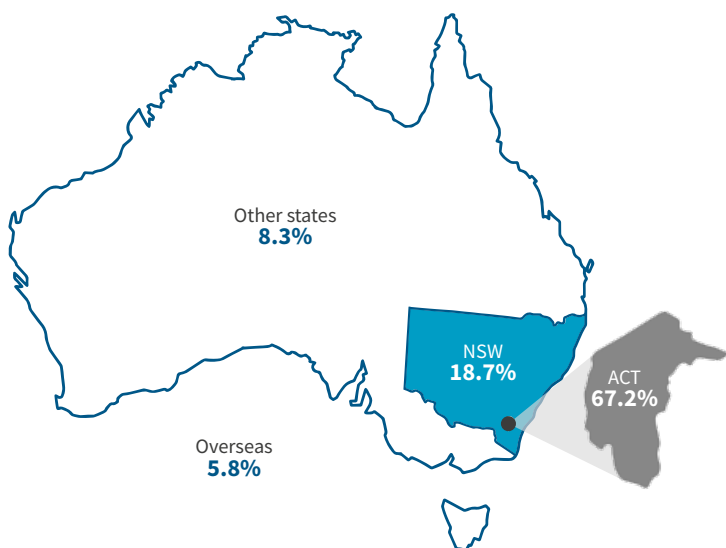 Other states
8.3%
NSW
18.7%
ACT
67.2%
Overseas
5.8%